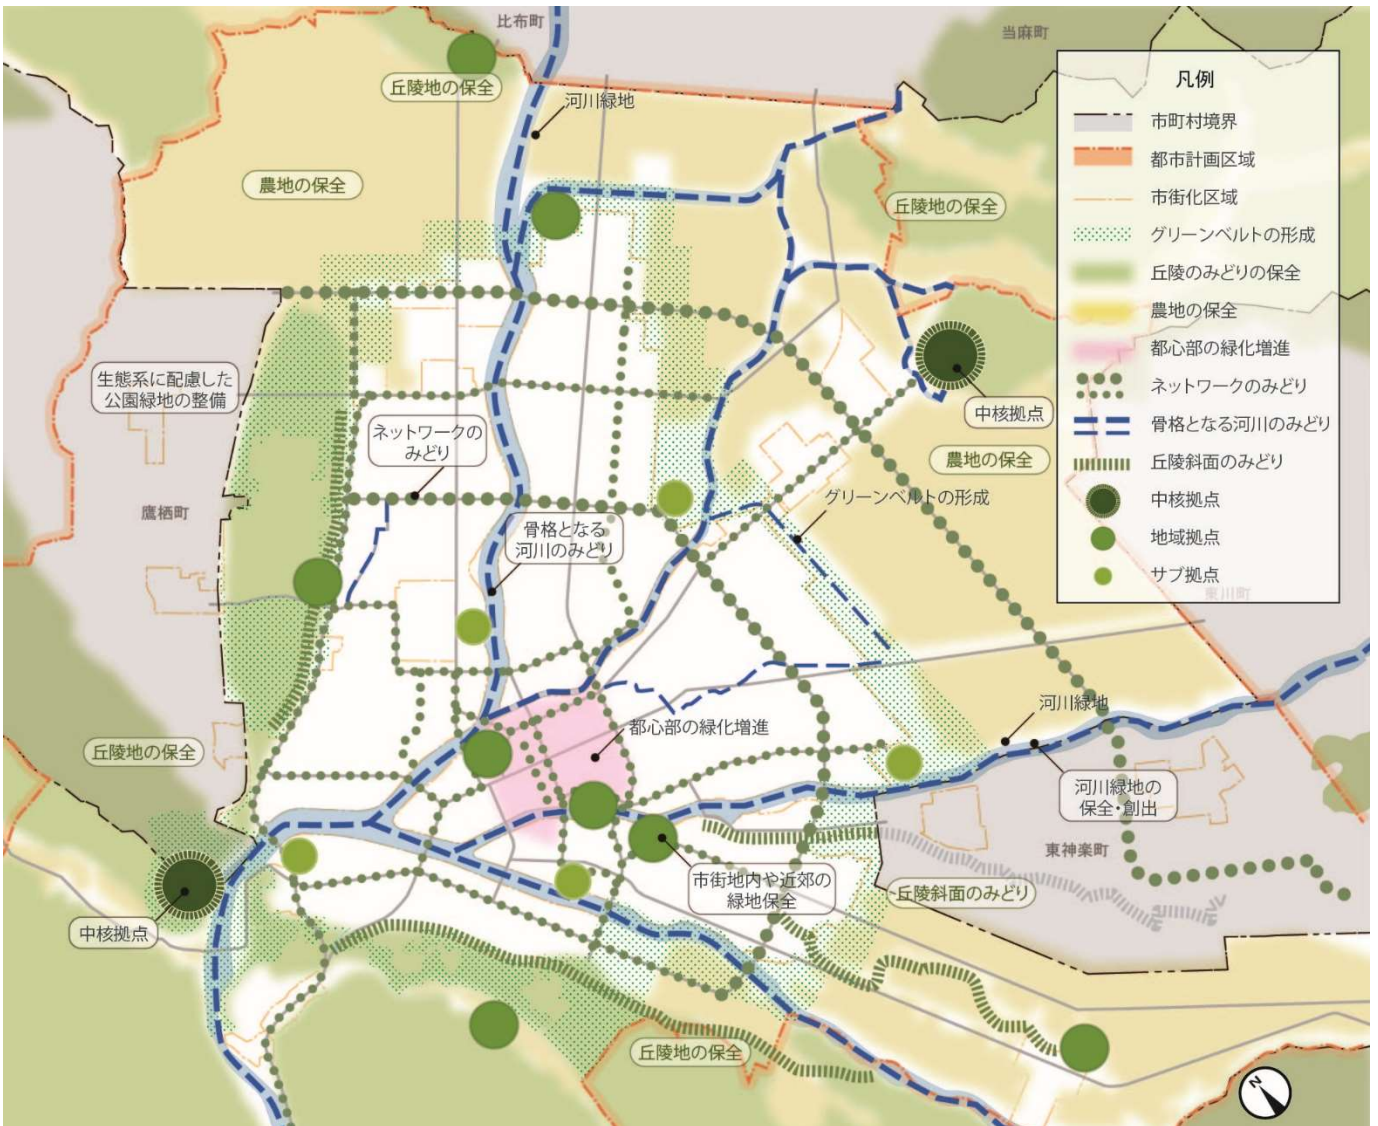 比布町
当麻町
丘陵地の保全
河川緑地
農地の保全
丘陵地の保全
凡例
市町村境界
都市計画区域
市街化区域
グリーンベルトの形成
丘陵のみどりの保全
農地の保全
都心部の緑化増進
ネットワークのみどり
骨格となる河川のみどり
丘陵斜面のみどり
中核拠点
地域拠点
サブ拠点
東川町
生態系に配慮した
公園緑地の整備
ネットワークの
みどり
中核拠点
農地の保全
グリーンベルトの形成
鷹栖町
骨格となる
河川のみどり
河川緑地
都心部の緑化増進
丘陵地の保全
河川緑地の
保全・創出
東神楽町
市街地内や近郊の
緑地保全
丘陵斜面のみどり
中核拠点
丘陵地の保全
N